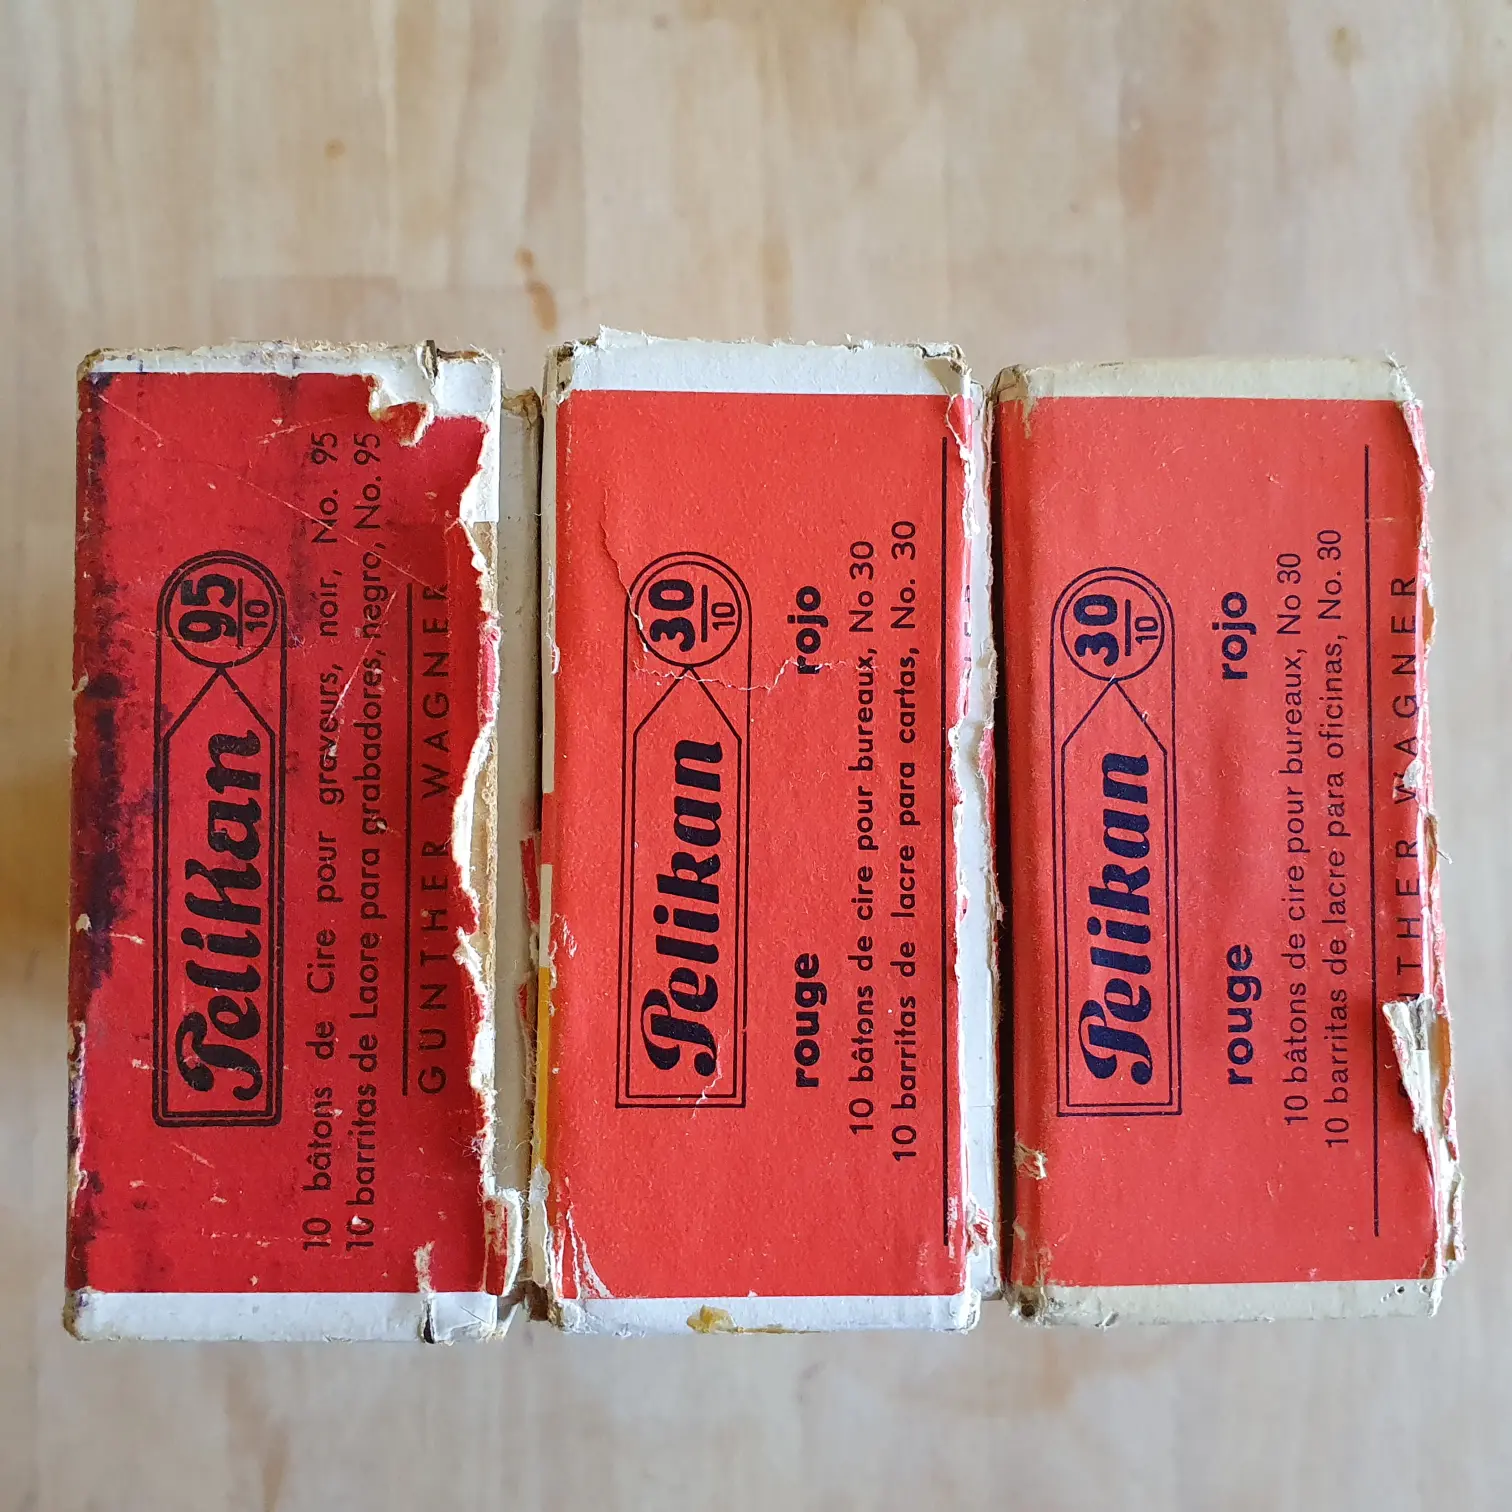 Pelikan 95/10
10 bâtons de Cire pour graveurs, noir, No. 95
10 barritas de Laore para grabadores, negro, No. 95
GUNTHER WAGNER
Pelikan 30/10
rouge rojo
10 bâtons de cire pour bureaux, No 30
10 barritas de lacre para cartas, No. 30
Pelikan 30/10
rouge rojo
10 bâtons de cire pour bureaux, No 30
10 barritas de lacre para oficinas, No. 30
THER WAGNER